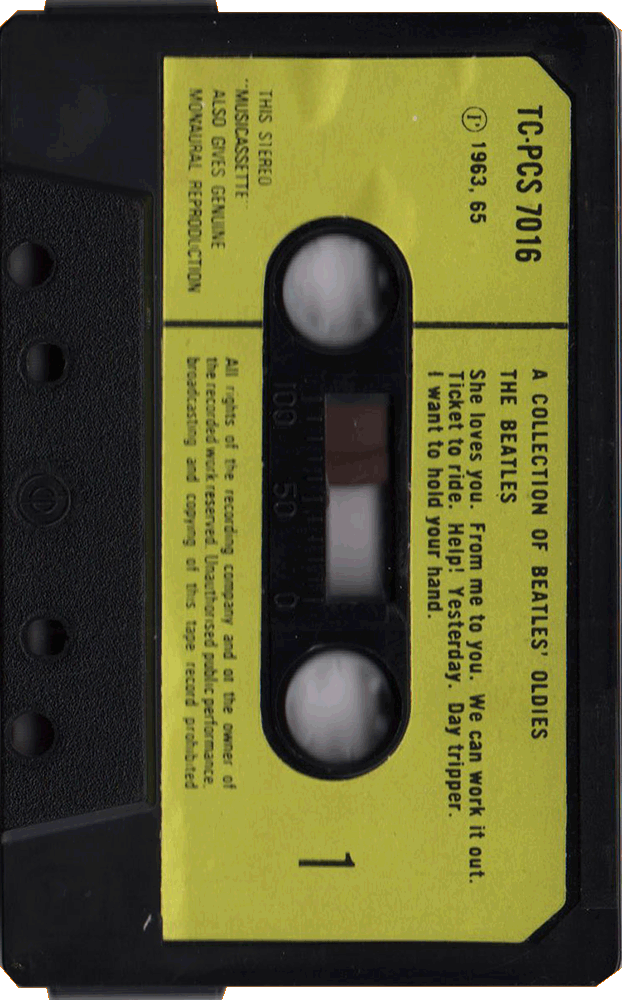 TC-PCS 7016
Ⓟ 1963, 65
A COLLECTION OF BEATLES' OLDIES
THE BEATLES
She loves you. From me to you. We can work it out.
Ticket to ride. Help! Yesterday. Day tripper.
I want to hold your hand.
100 50 0
1
THIS STEREO
"MUSICASSETTE"
ALSO GIVES GENUINE
MONAURAL REPRODUCTION
All rights of the recording company and of the owner of
the recorded work reserved. Unauthorised public performance,
broadcasting and copying of this tape record prohibited